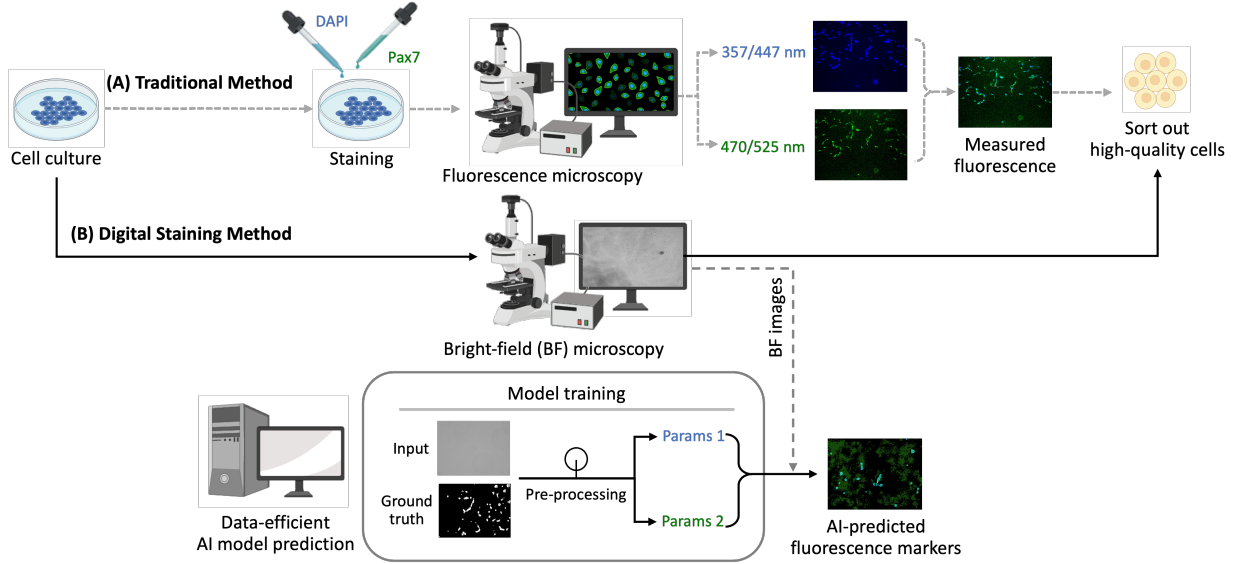 DAPI
Pax7
(A) Traditional Method
Cell culture
Staining
Fluorescence microscopy
357/447 nm
470/525 nm
Measured
fluorescence
Sort out
high-quality cells
(B) Digital Staining Method
Bright-field (BF) microscopy
BF images
Model training
Input
Ground
truth
Pre-processing
Params 1
Params 2
Data-efficient
AI model prediction
AI-predicted
fluorescence markers